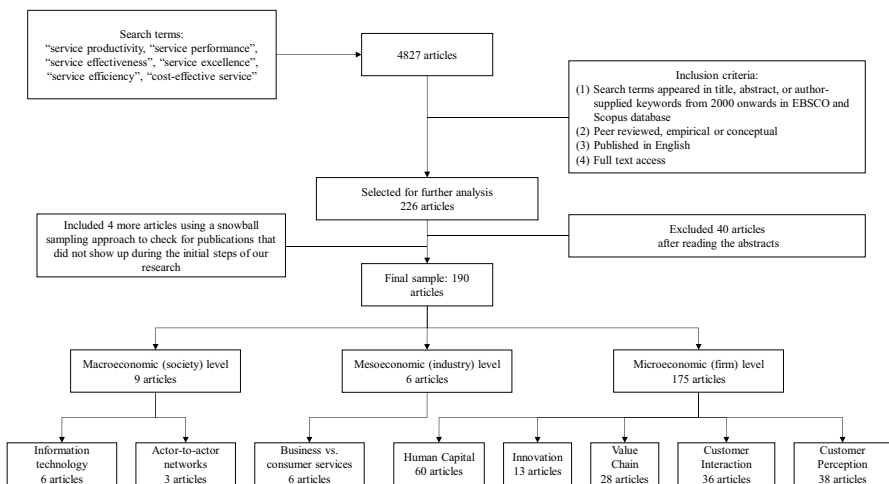 Search terms:
“service productivity, “service performance”,
“service effectiveness”, “service excellence”,
“service efficiency”, “cost-effective service”
4827 articles
Inclusion criteria:
(1) Search terms appeared in title, abstract, or author-
supplied keywords from 2000 onwards in EBSCO and
Scopus database
(2) Peer reviewed, empirical or conceptual
(3) Published in English
(4) Full text access
Selected for further analysis
226 articles
Included 4 more articles using a snowball
sampling approach to check for publications that
did not show up during the initial steps of our
research
Excluded 40 articles
after reading the abstracts
Final sample: 190
articles
Macroeconomic (society) level
9 articles
Mesoeconomic (industry) level
6 articles
Microeconomic (firm) level
175 articles
Information
technology
6 articles
Actor-to-actor
networks
3 articles
Business vs.
consumer services
6 articles
Human Capital
60 articles
Innovation
13 articles
Value
Chain
28 articles
Customer
Interaction
36 articles
Customer
Perception
38 articles